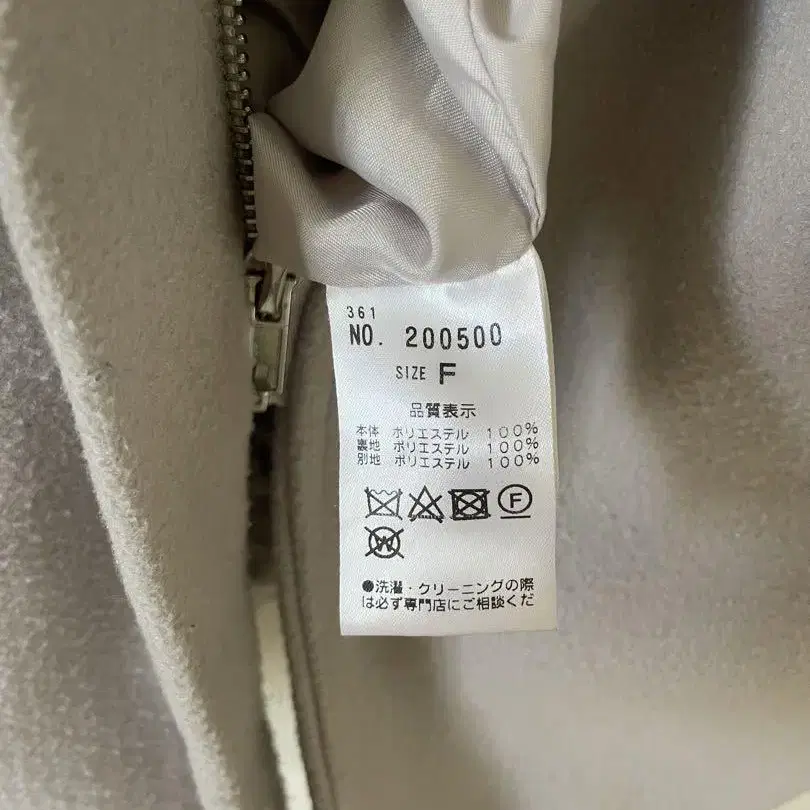 361
NO. 200500
SIZE F
品質表示
本体 ポリエステル 100%
裏地 ポリエステル 100%
別地 ポリエステル 100%
F
W
●洗濯・クリーニングの際
は必ず専門店にご相談くだ